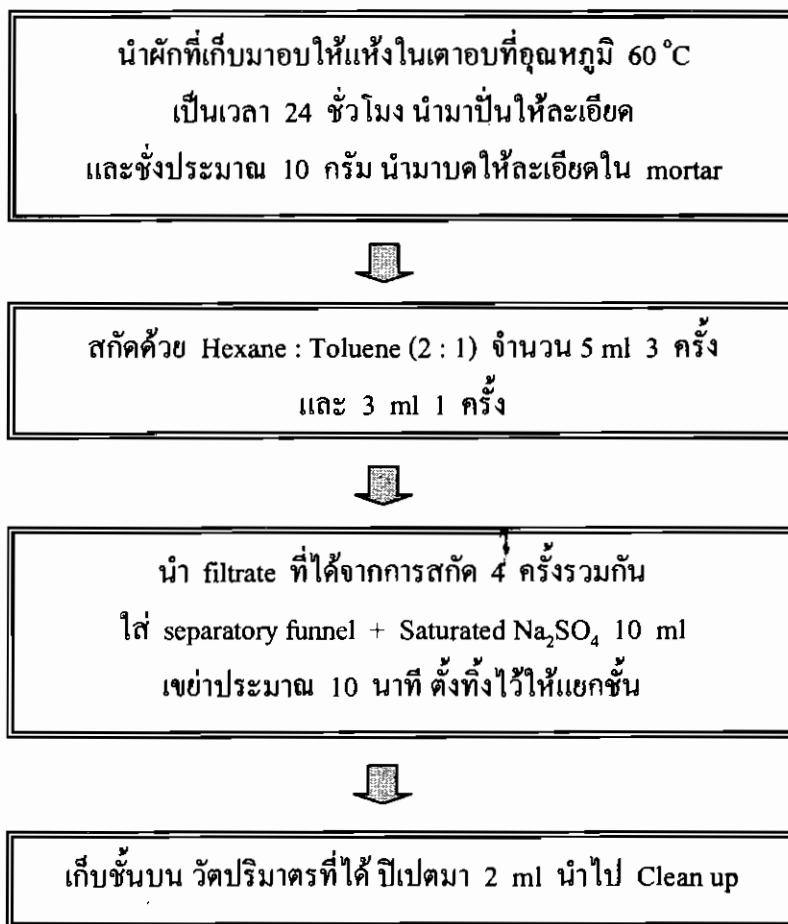 นำผักที่เก็บมาอบให้แห้งในเตาอบที่อุณหภูมิ 60 °C
เป็นเวลา 24 ชั่วโมง นำมาปั่นให้ละเอียด
และชั่งประมาณ 10 กรัม นำมาบดให้ละเอียดใน mortar
สกัดด้วย Hexane : Toluene (2 : 1) จำนวน 5 ml 3 ครั้ง
และ 3 ml 1 ครั้ง
นำ filtrate ที่ได้จากการสกัด 4 ครั้งรวมกัน
ใส่ separatory funnel + Saturated Na₂SO₄ 10 ml
เขย่าประมาณ 10 นาที ตั้งทิ้งไว้ให้แยกชั้น
เก็บชั้นบน วัตปริมาตรที่ได้ ปิเปตมา 2 ml นำไป Clean up